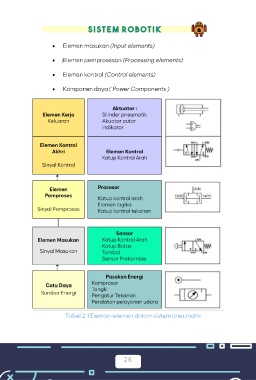 SISTEM ROBOTIK
• Elemen masukan (Input elements)
• Elemen pemprosesan (Processing elements)
• Elemen kontrol (Control elements)
• Komponen daya ( Power Components )
Elemen Kerja
Keluaran
Aktuator :
Silinder pneumatik
Akuator putar
Indikator
Elemen Kontrol
Akhri
Sinyal Kontrol
Elemen Kontrol
Katup Kontrol Arah
Elemen
Pemproses
Sinyal Pemproses
Prosesor
Katup kontrol arah
Elemen logika
Katup kontrol tekanan
Elemen Masukan
Sinyal Masukan
Sensor
Katup Kontrol Arah
Katup Batas
Tombol
Sensor Proksimitas
Catu Daya
Sumber Energi
Pasokan Energi
Kompresor
Tangki
Pengatur Tekanan
Peralatan pelayanan udara
Tabel 2.1 Elemen-elemen dalam sistem pneumatik